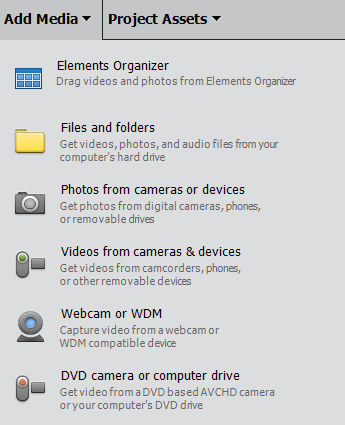 Add Media Project Assets
Elements Organizer
Drag videos and photos from Elements Organizer
Files and folders
Get videos, photos, and audio files from your
computer's hard drive
Photos from cameras or devices
Get photos from digital cameras, phones,
or removable drives
Videos from cameras & devices
Get videos from camcorders, phones,
or other removable devices
Webcam or WDM
Capture video from a webcam or
WDM compatible device
DVD camera or computer drive
Get video from a DVD based AVCHD camera
or your computer's DVD drive